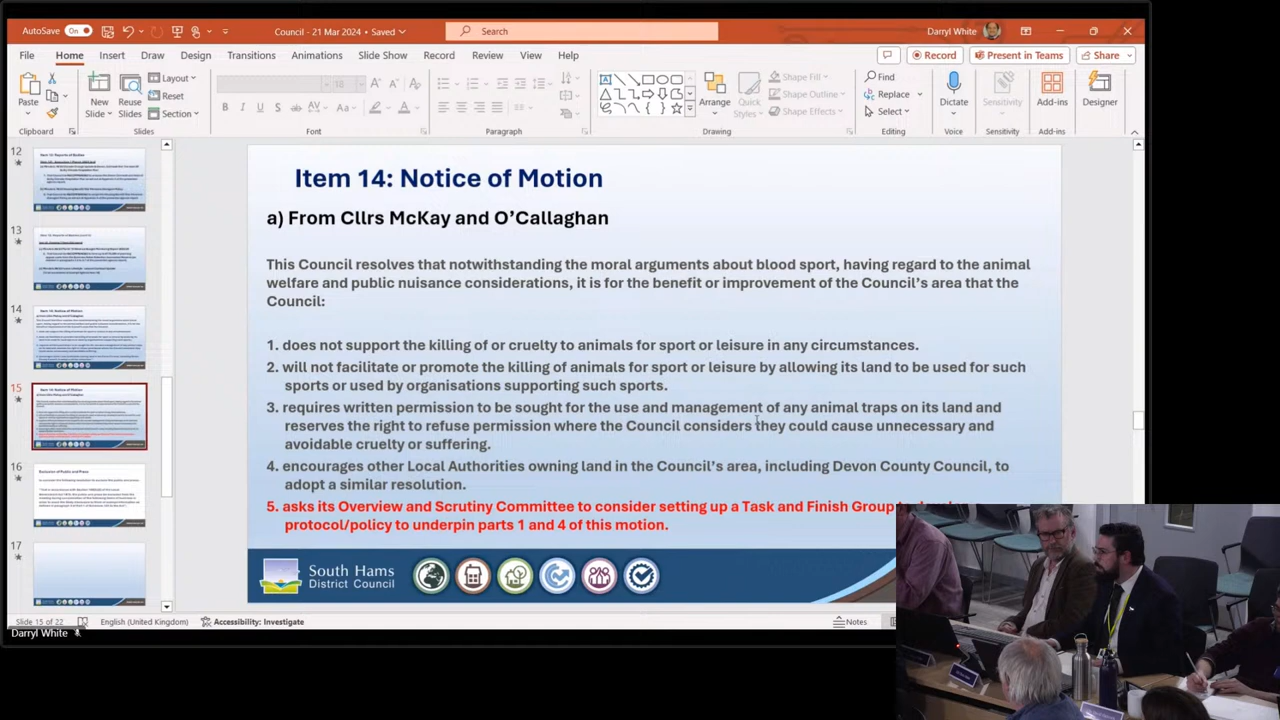 AutoSave On
Council - 21 Mar 2024 • Saved
Search
Darryl White
File Home Insert Draw Design Transitions Animations Slide Show Record Review View Help
Record
Present in Teams
Share
Paste
New Slide
Reuse Slides
Layout
Reset
Section
B I U S
Aa
Arrange
Quick Styles
Shape Fill
Shape Outline
Shape Effects
Find
Replace
Select
Dictate
Sensitivity
Add-ins
Designer
Clipboard Slides Font Paragraph Drawing Editing Voice Sensitivity Add-ins
12
13
14
15
16
17
Item 14: Notice of Motion
a) From Cllrs McKay and O’Callaghan
This Council resolves that notwithstanding the moral arguments about blood sport, having regard to the animal
welfare and public nuisance considerations, it is for the benefit or improvement of the Council’s area that the
Council:
1. does not support the killing of or cruelty to animals for sport or leisure in any circumstances.
2. will not facilitate or promote the killing of animals for sport or leisure by allowing its land to be used for such
sports or used by organisations supporting such sports.
3. requires written permission to be sought for the use and management of any animal traps on its land and
reserves the right to refuse permission where the Council considers they could cause unnecessary and
avoidable cruelty or suffering.
4. encourages other Local Authorities owning land in the Council’s area, including Devon County Council, to
adopt a similar resolution.
5. asks its Overview and Scrutiny Committee to consider setting up a Task and Finish Group
protocol/policy to underpin parts 1 and 4 of this motion.
South Hams
District Council
Slide 15 of 22
English (United Kingdom)
Accessibility: Investigate
Notes
Darryl White